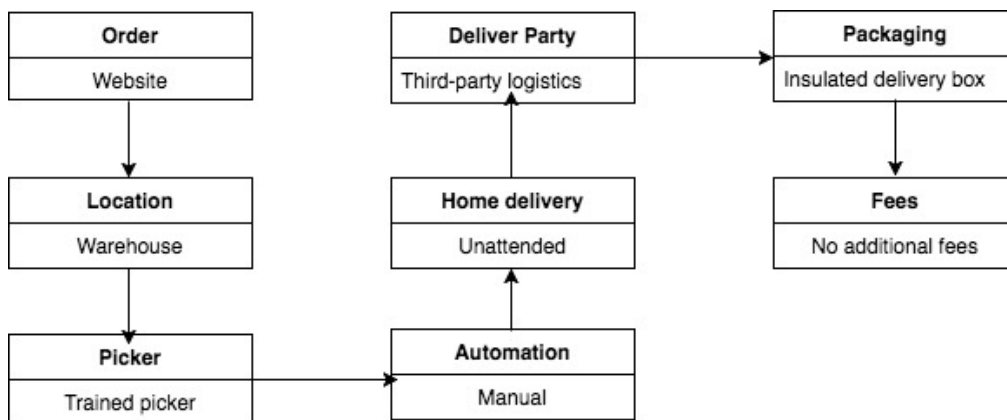 Order
Website
Location
Warehouse
Picker
Trained picker
Automation
Manual
Home delivery
Unattended
Deliver Party
Third-party logistics
Packaging
Insulated delivery box
Fees
No additional fees